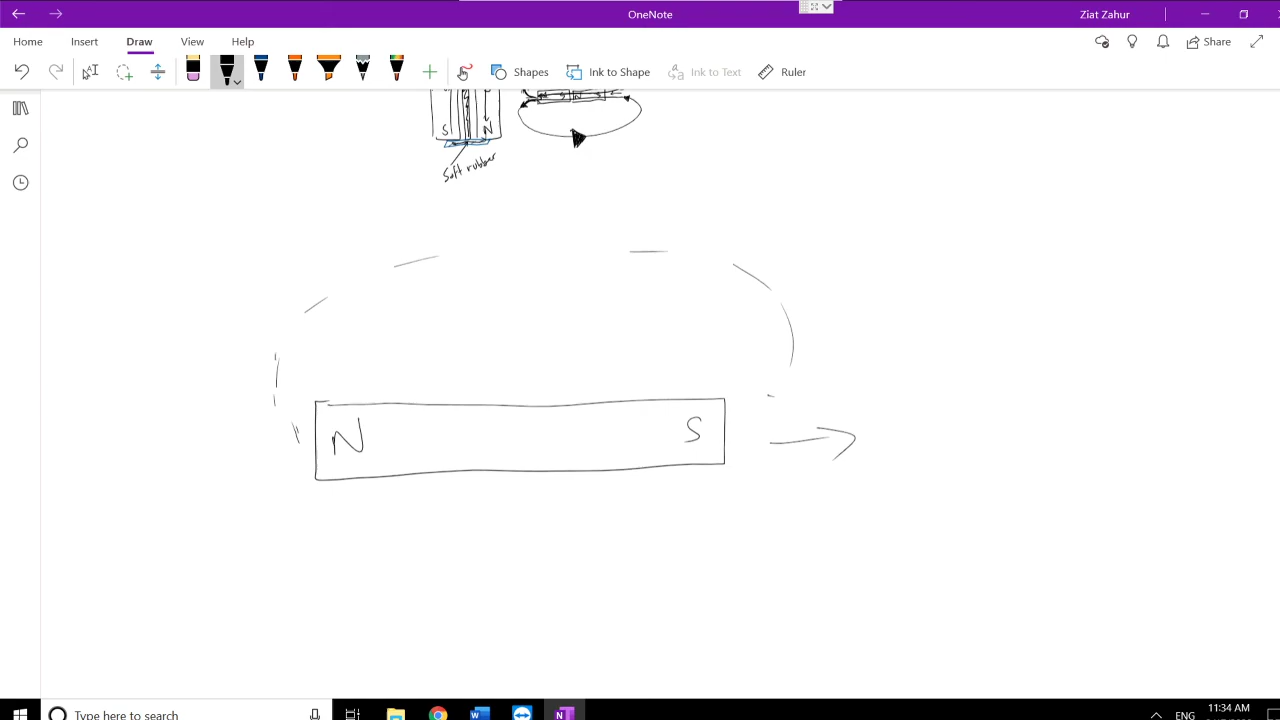 OneNote
Ziat Zahur
Home Insert Draw View Help
Share
Shapes
Ink to Shape
Ink to Text
Ruler
S N
N S N S
Soft rubber
N S
Type here to search
ENG
11:34 AM